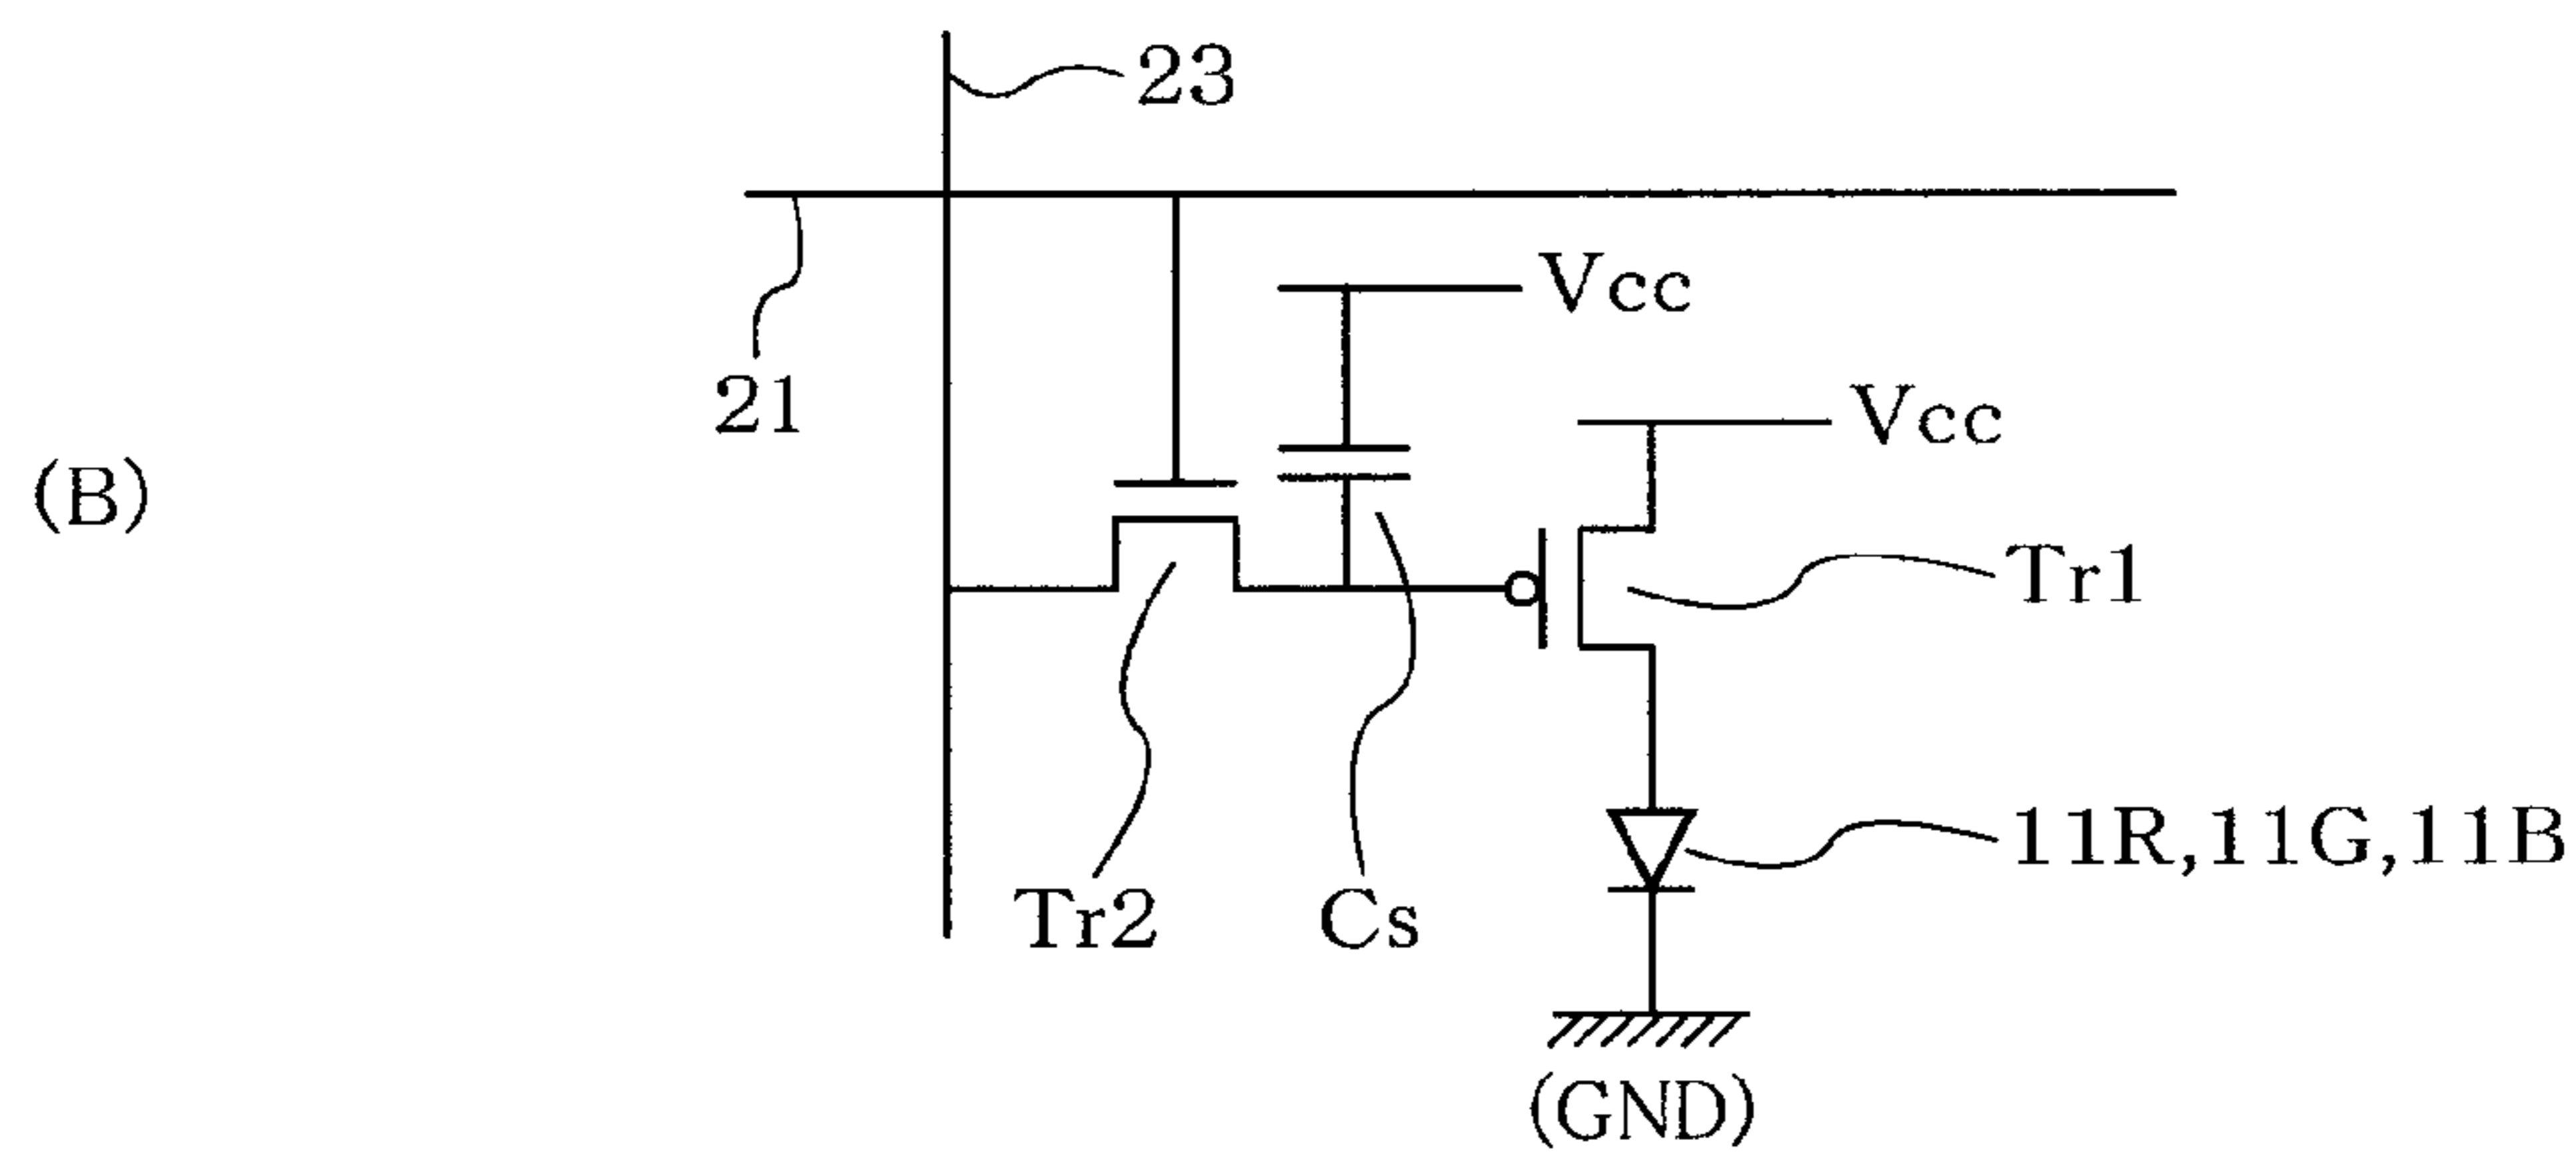 23
Vcc
21
Vcc
(B)
Tr1
11R,11G,11B
Tr2
Cs
(GND)